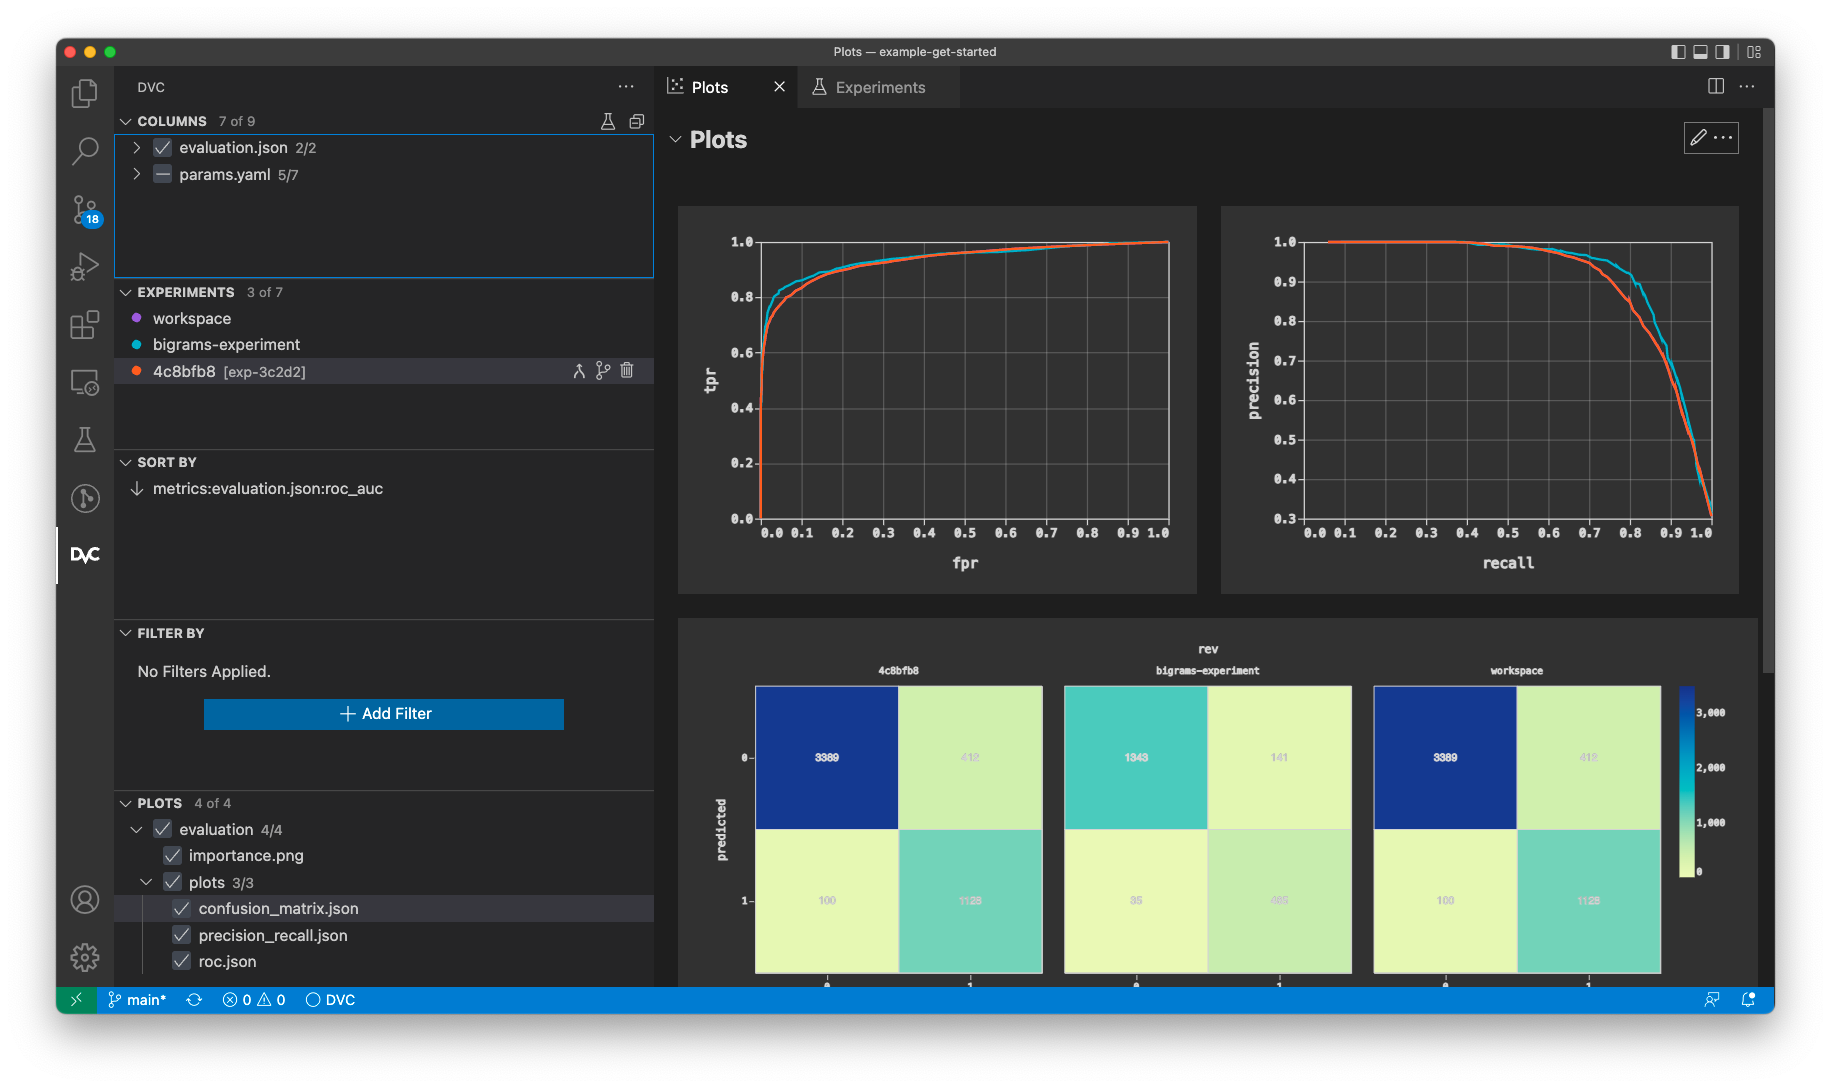 Plots — example-get-started
DVC
COLUMNS 7 of 9
evaluation.json 2/2
params.yaml 5/7
18
EXPERIMENTS 3 of 7
workspace
bigrams-experiment
4c8bfb8 [exp-3c2d2]
SORT BY
metrics:evaluation.json:roc_auc
DVC
FILTER BY
No Filters Applied.
Add Filter
PLOTS 4 of 4
evaluation 4/4
importance.png
plots 3/3
confusion_matrix.json
precision_recall.json
roc.json
Plots
Experiments
Plots
1.0
0.8
0.6
0.4
0.2
0.0
tpr
0.0 0.1 0.2 0.3 0.4 0.5 0.6 0.7 0.8 0.9 1.0
fpr
1.0
0.9
0.8
0.7
0.6
0.5
0.4
0.3
precision
0.0 0.1 0.2 0.3 0.4 0.5 0.6 0.7 0.8 0.9 1.0
recall
rev
4c8bfb8 bigrams-experiment workspace
predicted
0 3389 412 1343 141 3389 412
1 100 1128 35 465 100 1128
3,000
2,000
1,000
0
main* 0 0 DVC